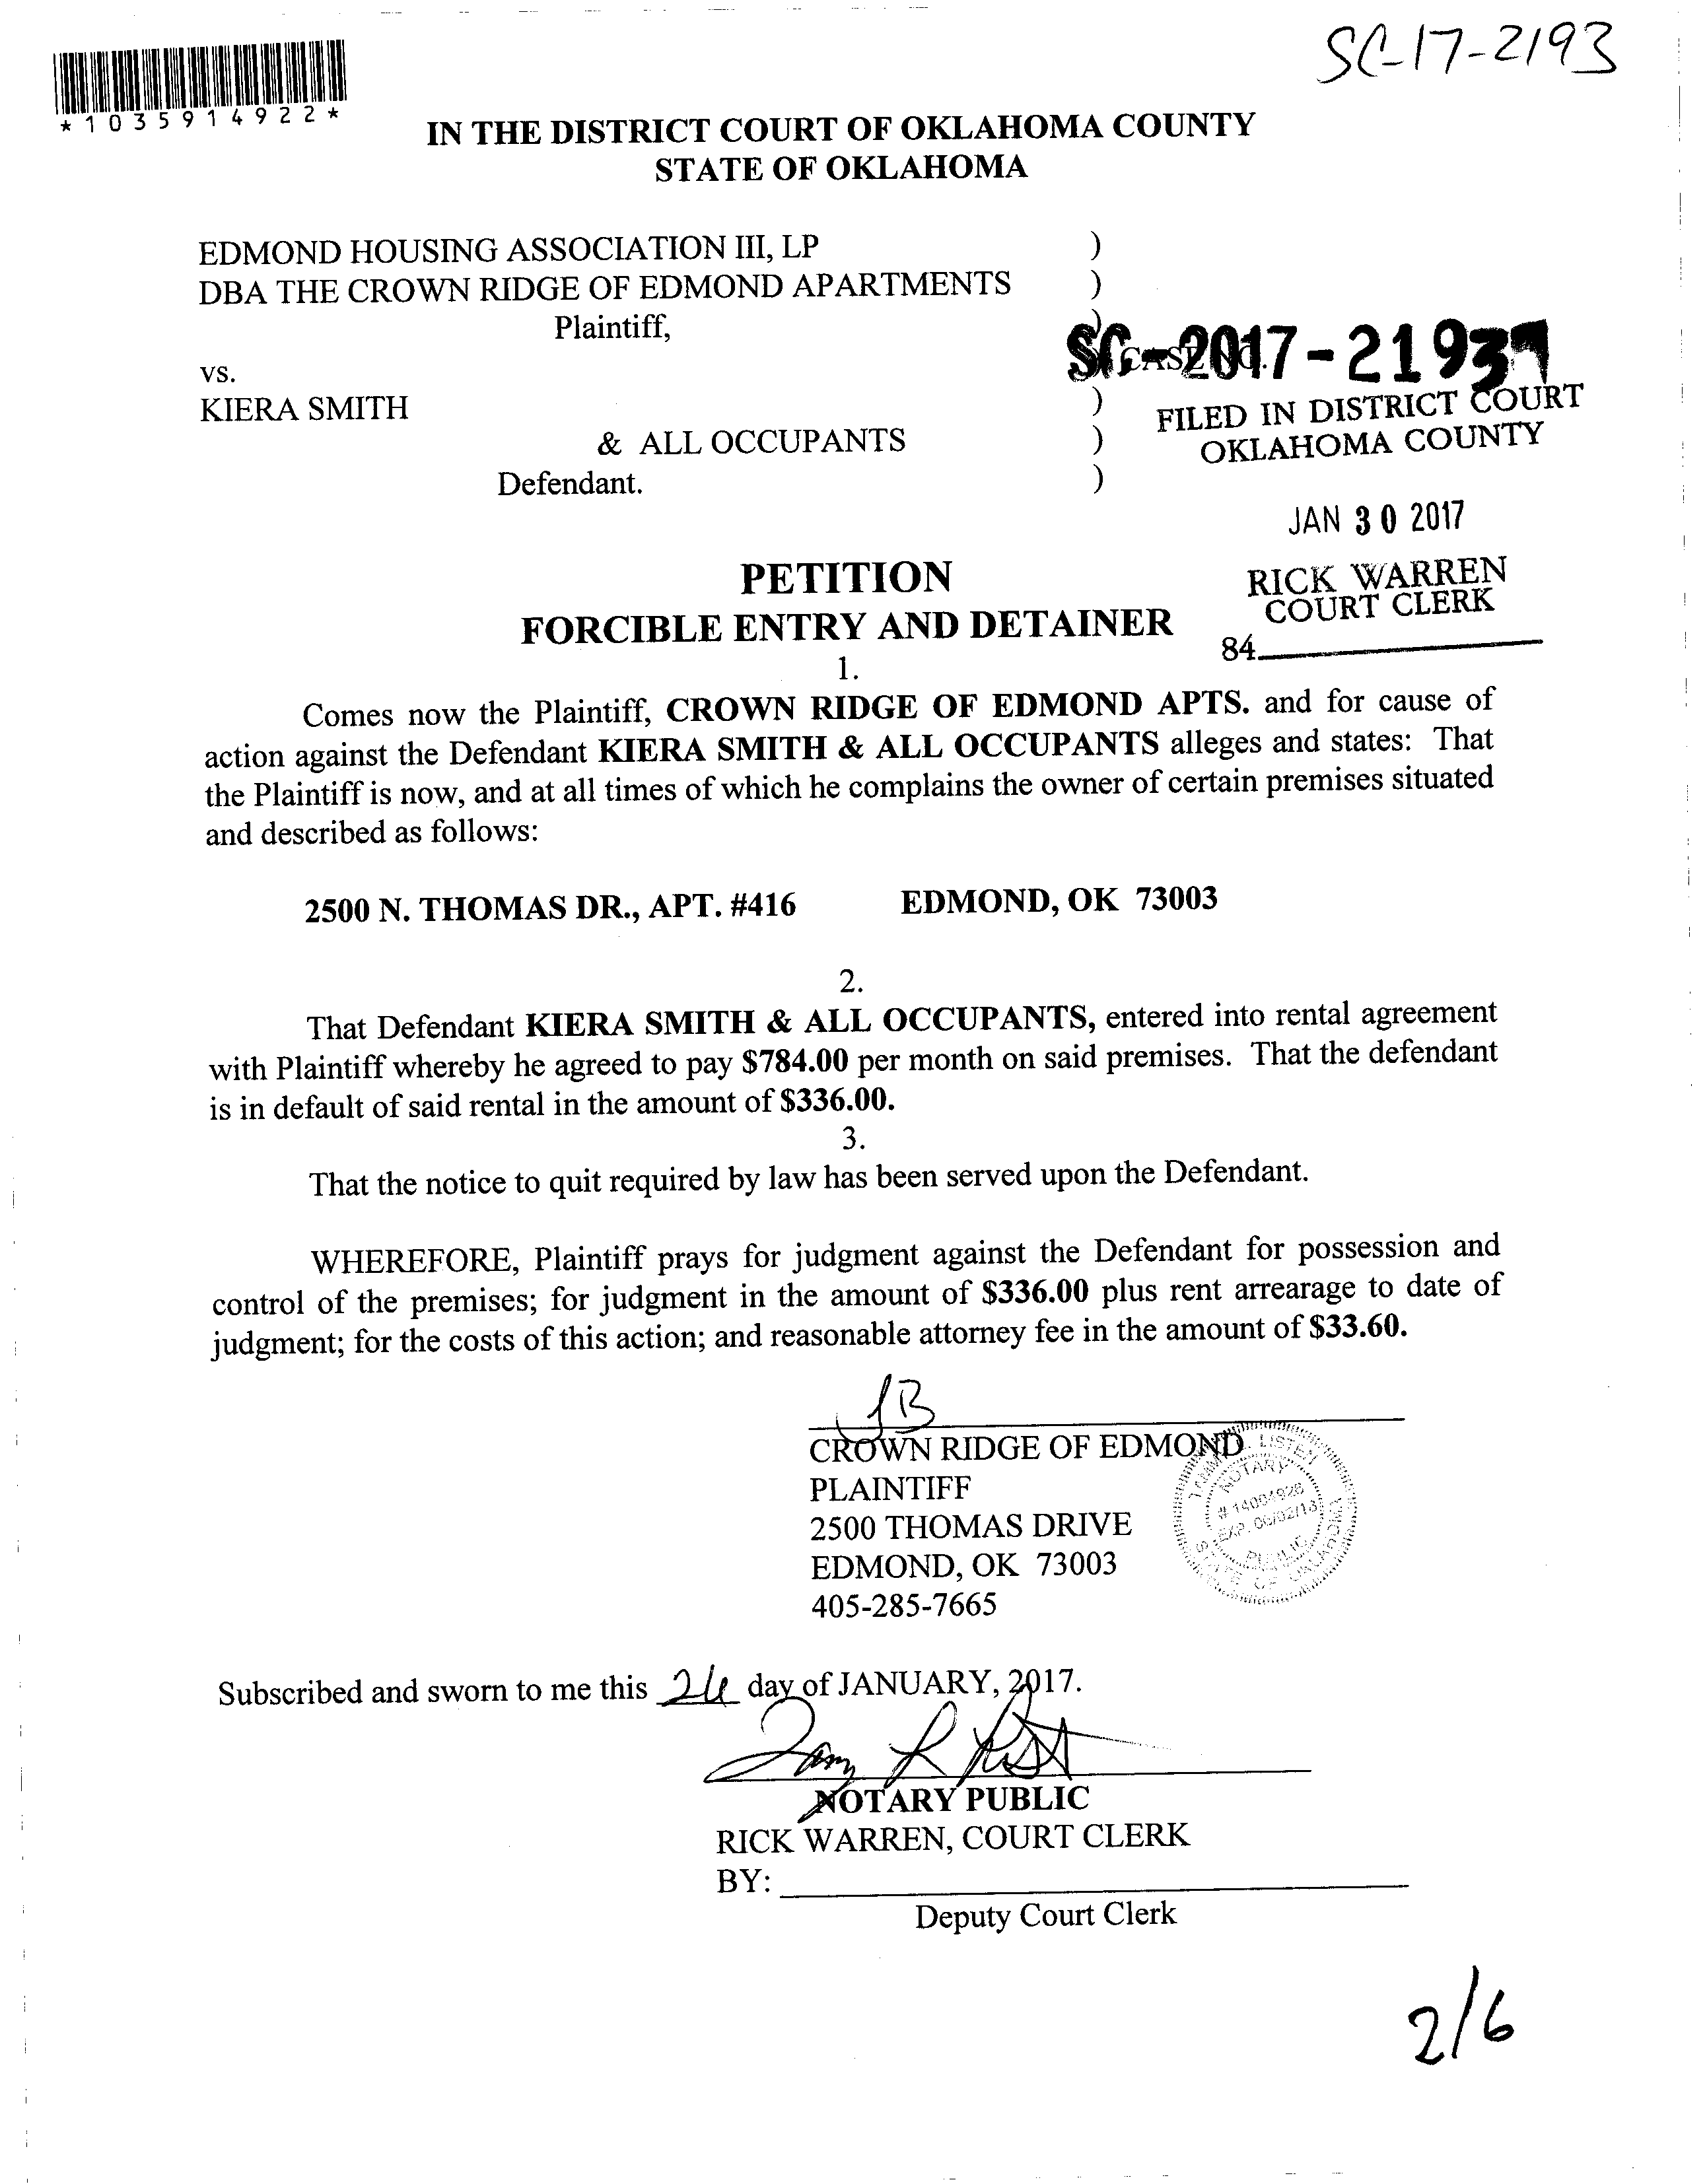 SC-17-2193
*1035914922*
IN THE DISTRICT COURT OF OKLAHOMA COUNTY
STATE OF OKLAHOMA
EDMOND HOUSING ASSOCIATION III, LP )
DBA THE CROWN RIDGE OF EDMOND APARTMENTS )
Plaintiff, )
vs. ) CASE NO. SC-2017-2193
KIERA SMITH )
& ALL OCCUPANTS )
Defendant. )
FILED IN DISTRICT COURT
OKLAHOMA COUNTY
JAN 30 2017
RICK WARREN
COURT CLERK
84
PETITION
FORCIBLE ENTRY AND DETAINER
1.
Comes now the Plaintiff, CROWN RIDGE OF EDMOND APTS. and for cause of
action against the Defendant KIERA SMITH & ALL OCCUPANTS alleges and states: That
the Plaintiff is now, and at all times of which he complains the owner of certain premises situated
and described as follows:
2500 N. THOMAS DR., APT. #416 EDMOND, OK 73003
2.
That Defendant KIERA SMITH & ALL OCCUPANTS, entered into rental agreement
with Plaintiff whereby he agreed to pay $784.00 per month on said premises. That the defendant
is in default of said rental in the amount of $336.00.
3.
That the notice to quit required by law has been served upon the Defendant.
WHEREFORE, Plaintiff prays for judgment against the Defendant for possession and
control of the premises; for judgment in the amount of $336.00 plus rent arrearage to date of
judgment; for the costs of this action; and reasonable attorney fee in the amount of $33.60.
CROWN RIDGE OF EDMOND
PLAINTIFF
2500 THOMAS DRIVE
EDMOND, OK 73003
405-285-7665
NOTARY
PUBLIC
STATE OF OKLAHOMA
Subscribed and sworn to me this day of JANUARY, 2017.
NOTARY PUBLIC
RICK WARREN, COURT CLERK
BY:
Deputy Court Clerk
2/6